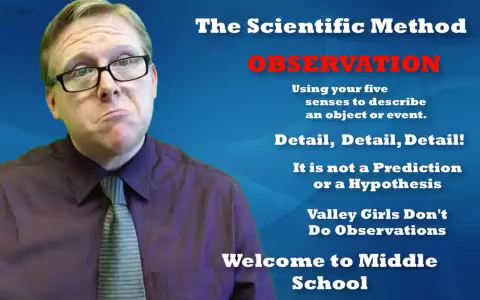 The Scientific Method
OBSERVATION
Using your five
senses to describe
an object or event.
Detail, Detail, Detail!
It is not a Prediction
or a Hypothesis
Valley Girls Don't
Do Observations
Welcome to Middle
School